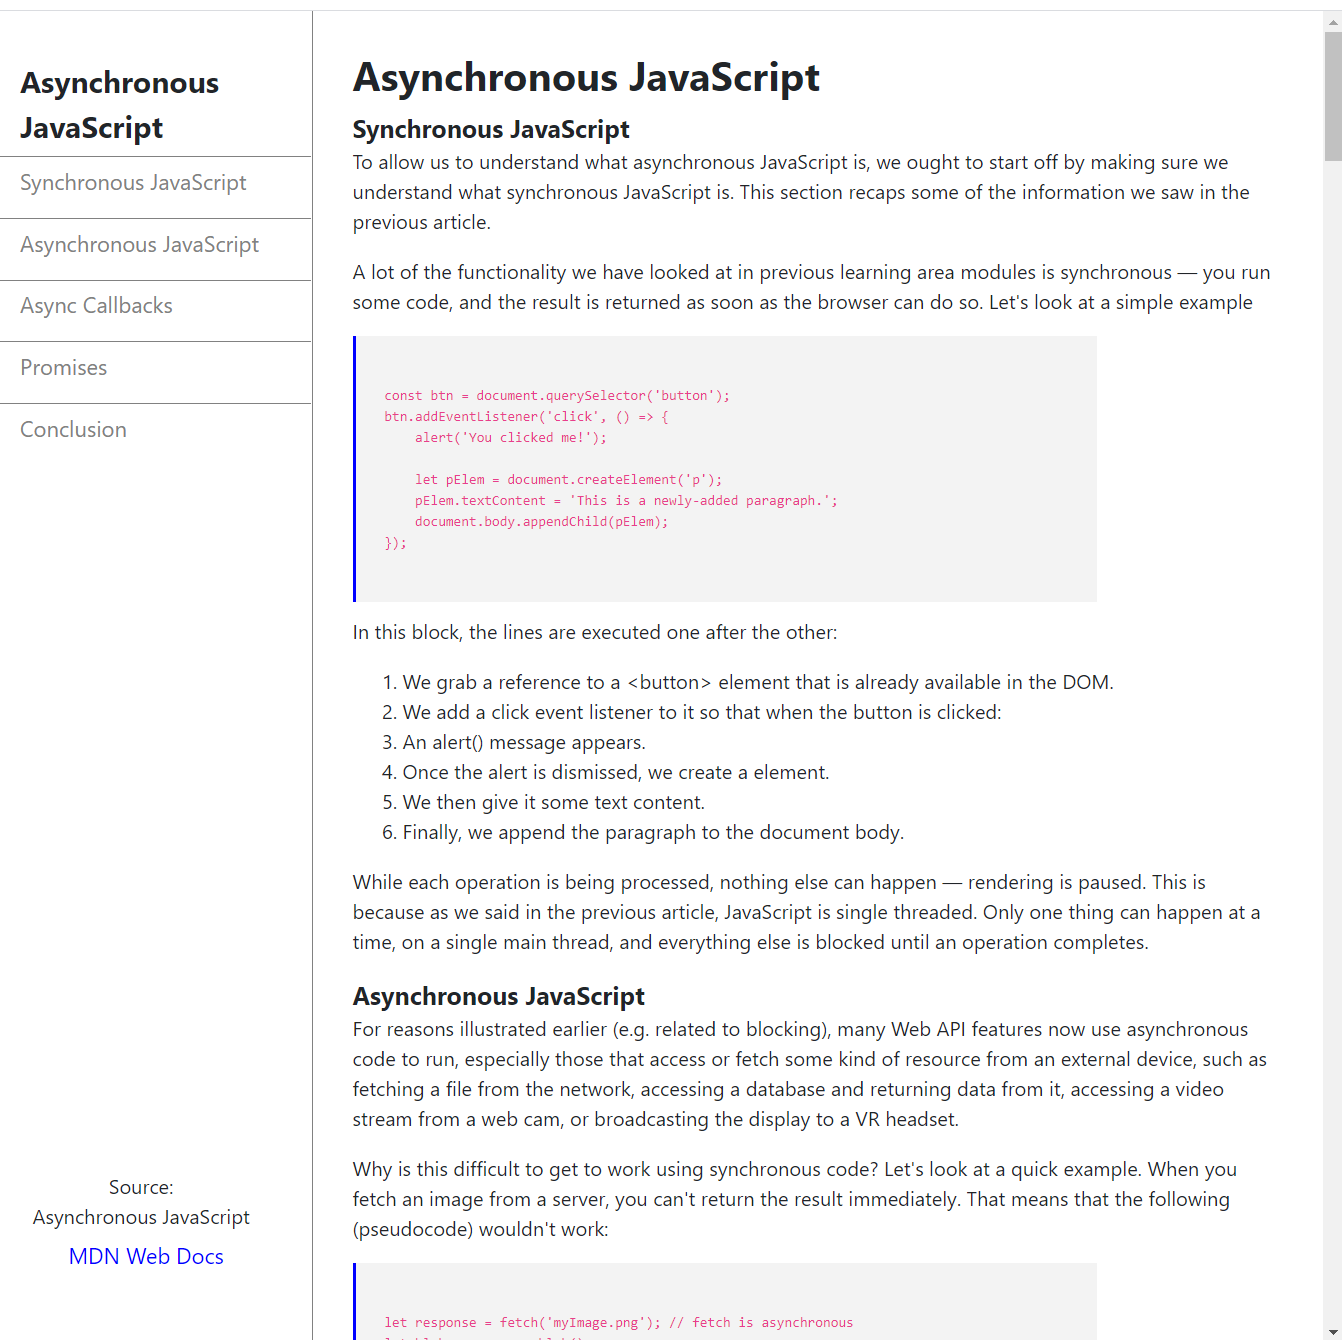 Asynchronous
JavaScript
Synchronous JavaScript
Asynchronous JavaScript
Async Callbacks
Promises
Conclusion
Source:
Asynchronous JavaScript
MDN Web Docs
Asynchronous JavaScript
Synchronous JavaScript
To allow us to understand what asynchronous JavaScript is, we ought to start off by making sure we
understand what synchronous JavaScript is. This section recaps some of the information we saw in the
previous article.
A lot of the functionality we have looked at in previous learning area modules is synchronous — you run
some code, and the result is returned as soon as the browser can do so. Let's look at a simple example
const btn = document.querySelector('button');
btn.addEventListener('click', () => {
    alert('You clicked me!');
    let pElem = document.createElement('p');
    pElem.textContent = 'This is a newly-added paragraph.';
    document.body.appendChild(pElem);
});
In this block, the lines are executed one after the other:
1. We grab a reference to a <button> element that is already available in the DOM.
2. We add a click event listener to it so that when the button is clicked:
3. An alert() message appears.
4. Once the alert is dismissed, we create a element.
5. We then give it some text content.
6. Finally, we append the paragraph to the document body.
While each operation is being processed, nothing else can happen — rendering is paused. This is
because as we said in the previous article, JavaScript is single threaded. Only one thing can happen at a
time, on a single main thread, and everything else is blocked until an operation completes.
Asynchronous JavaScript
For reasons illustrated earlier (e.g. related to blocking), many Web API features now use asynchronous
code to run, especially those that access or fetch some kind of resource from an external device, such as
fetching a file from the network, accessing a database and returning data from it, accessing a video
stream from a web cam, or broadcasting the display to a VR headset.
Why is this difficult to get to work using synchronous code? Let's look at a quick example. When you
fetch an image from a server, you can't return the result immediately. That means that the following
(pseudocode) wouldn't work:
let response = fetch('myImage.png'); // fetch is asynchronous